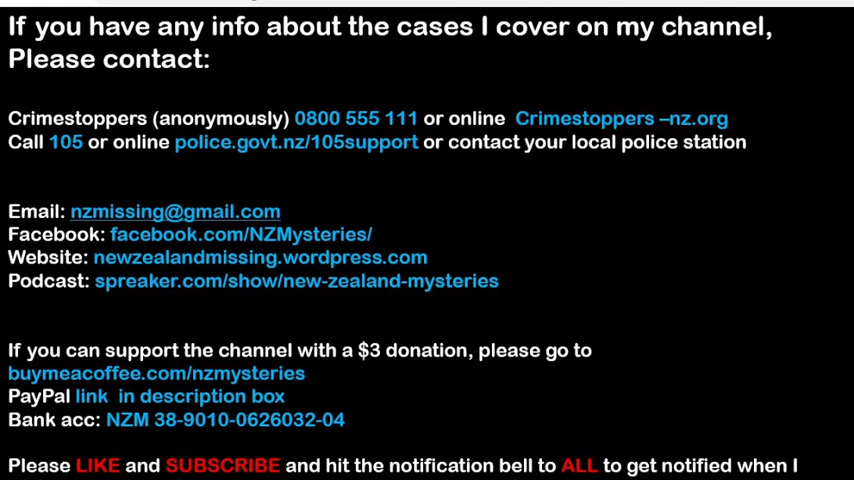 If you have any info about the cases I cover on my channel,
Please contact:
Crimestoppers (anonymously) 0800 555 111 or online Crimestoppers –nz.org
Call 105 or online police.govt.nz/105support or contact your local police station
Email: nzmissing@gmail.com
Facebook: facebook.com/NZMysteries/
Website: newzealandmissing.wordpress.com
Podcast: spreaker.com/show/new-zealand-mysteries
If you can support the channel with a $3 donation, please go to
buymeacoffee.com/nzmysteries
PayPal link in description box
Bank acc: NZM 38-9010-0626032-04
Please LIKE and SUBSCRIBE and hit the notification bell to ALL to get notified when I